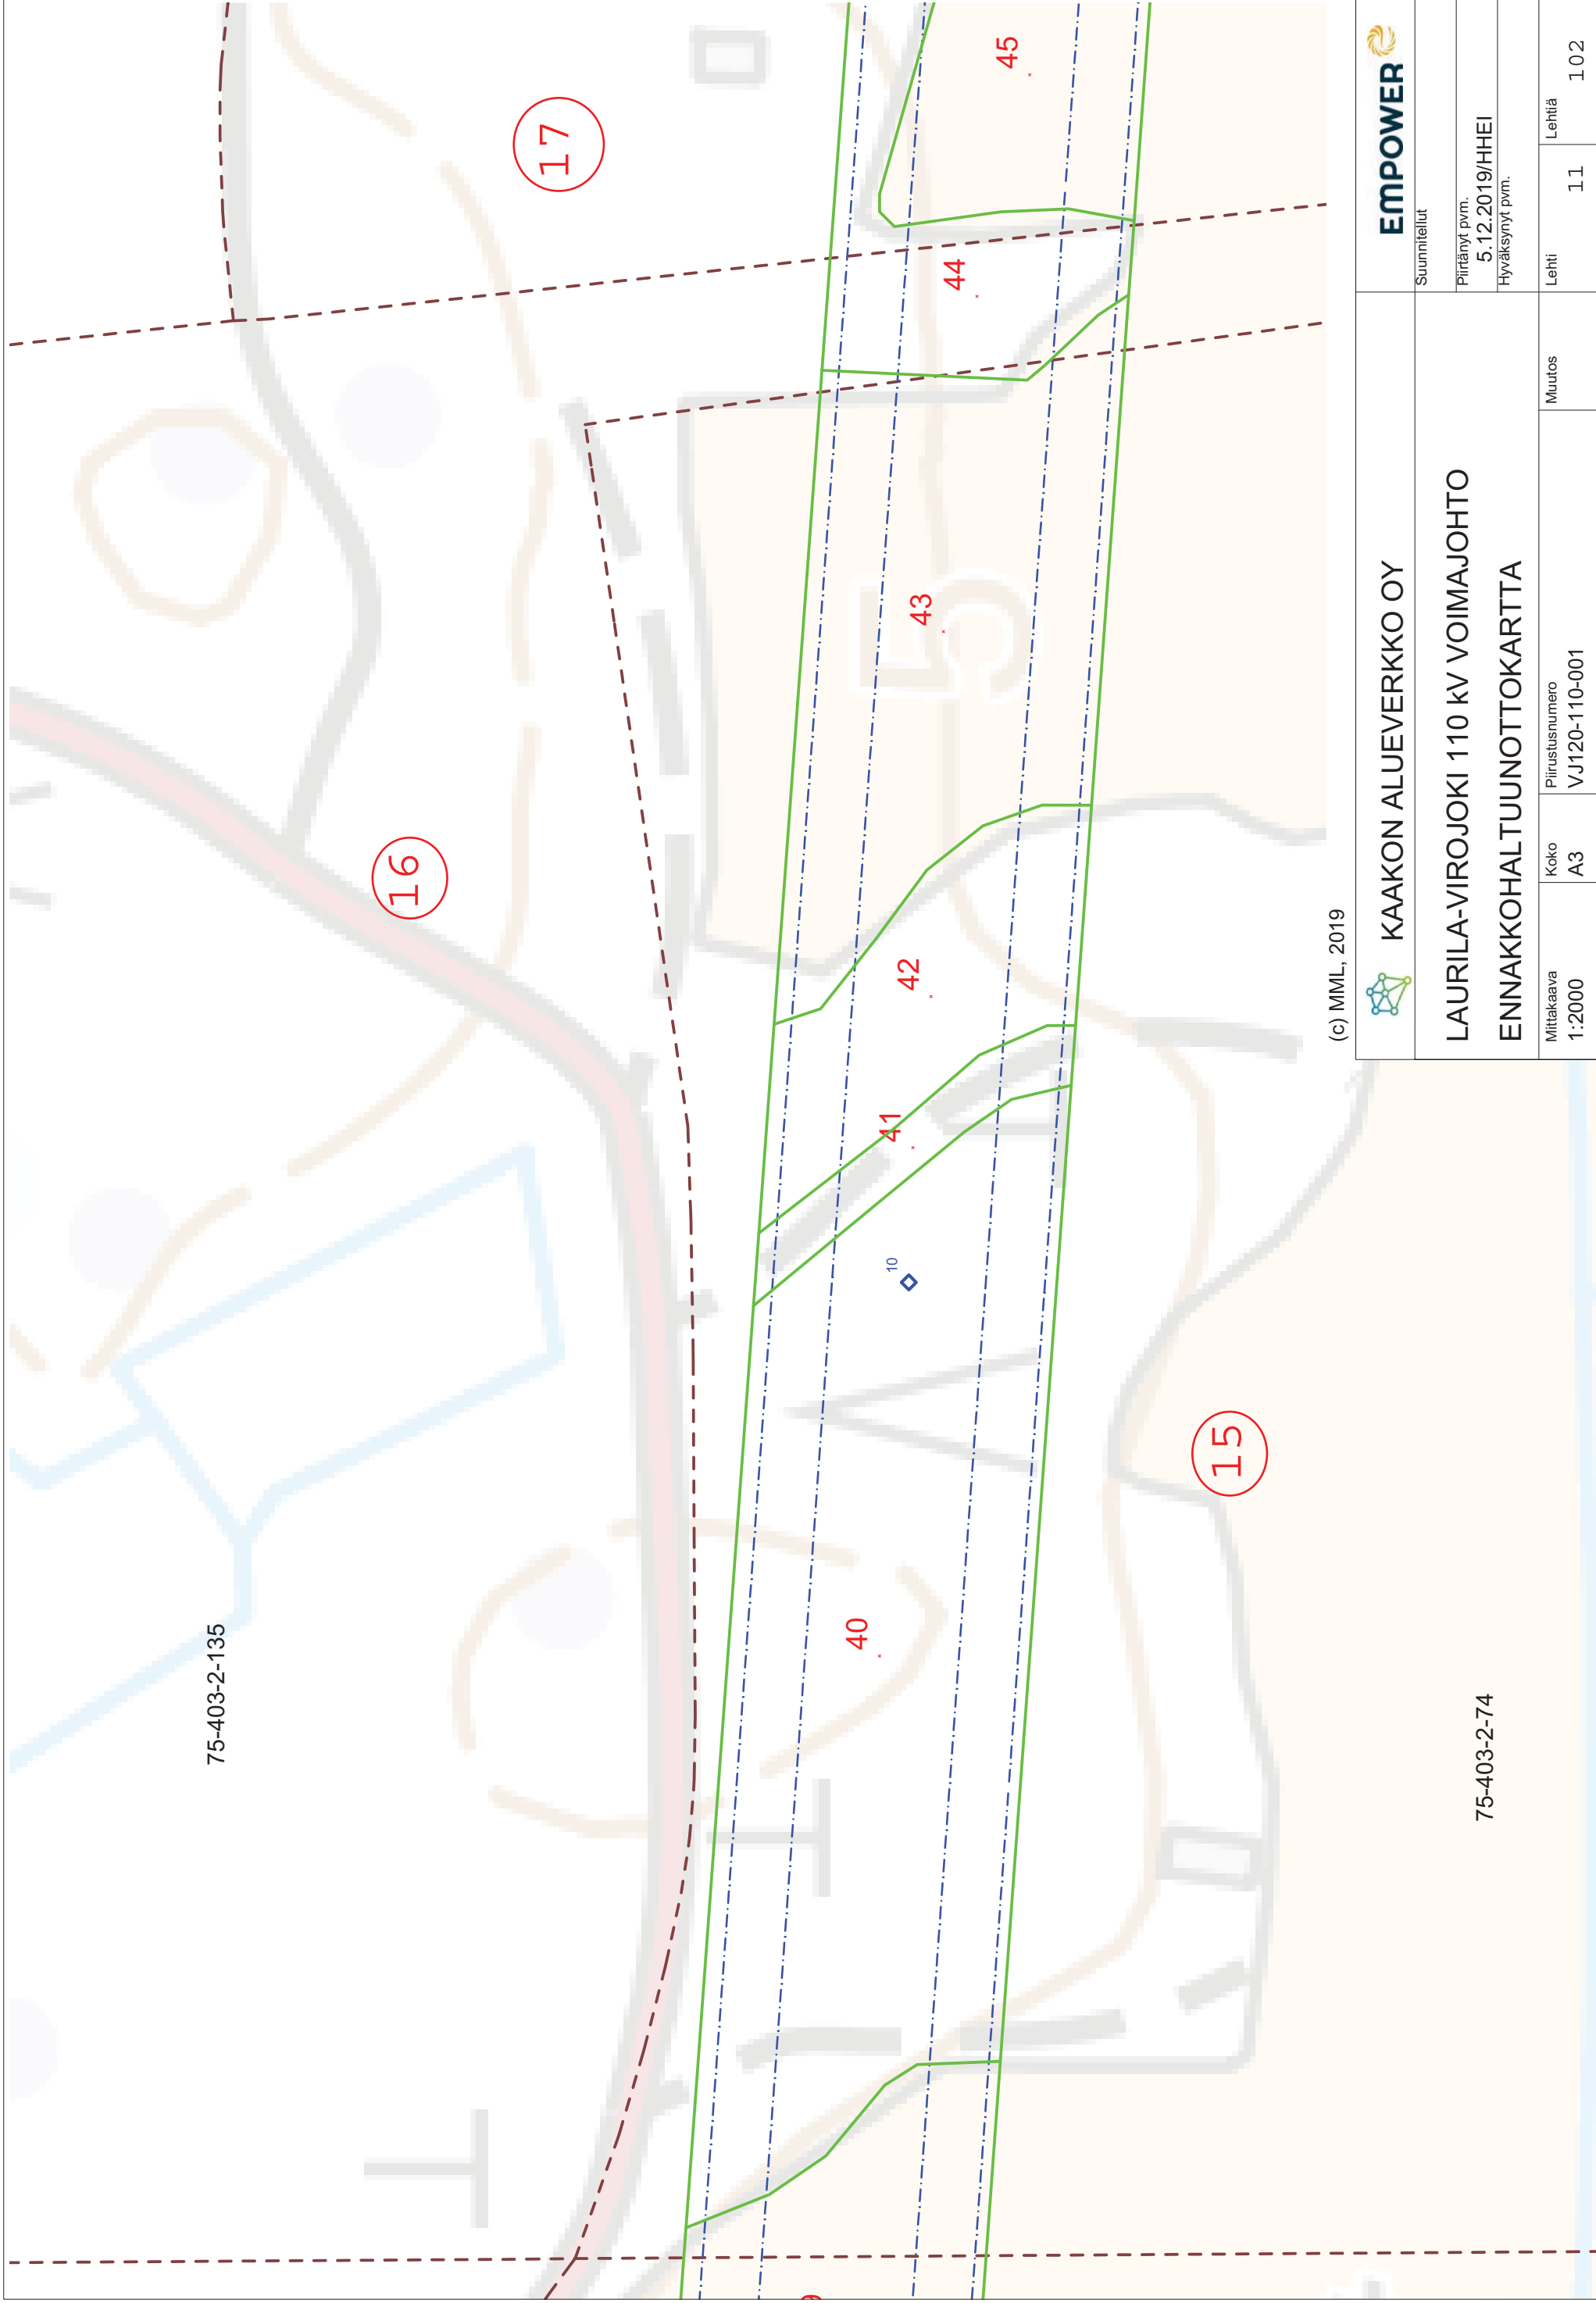 75-403-2-135
16
17
40
10
41
42
43
44
45
15
75-403-2-74
(c) MML, 2019
KAAKON ALUEVERKKO OY
EMPOWER
LAURILA-VIROJOKI 110 kV VOIMAJOHTO
ENNAKKOHALTUUNOTTOKARTTA
Suunnitellut
Piirtänyt pvm.
5.12.2019/HHEI
Hyväksynyt pvm.
Mittakaava
1:2000
Koko
A3
Piirustusnumero
VJ120-110-001
Muutos
Lehti
11
Lehtiä
102
5